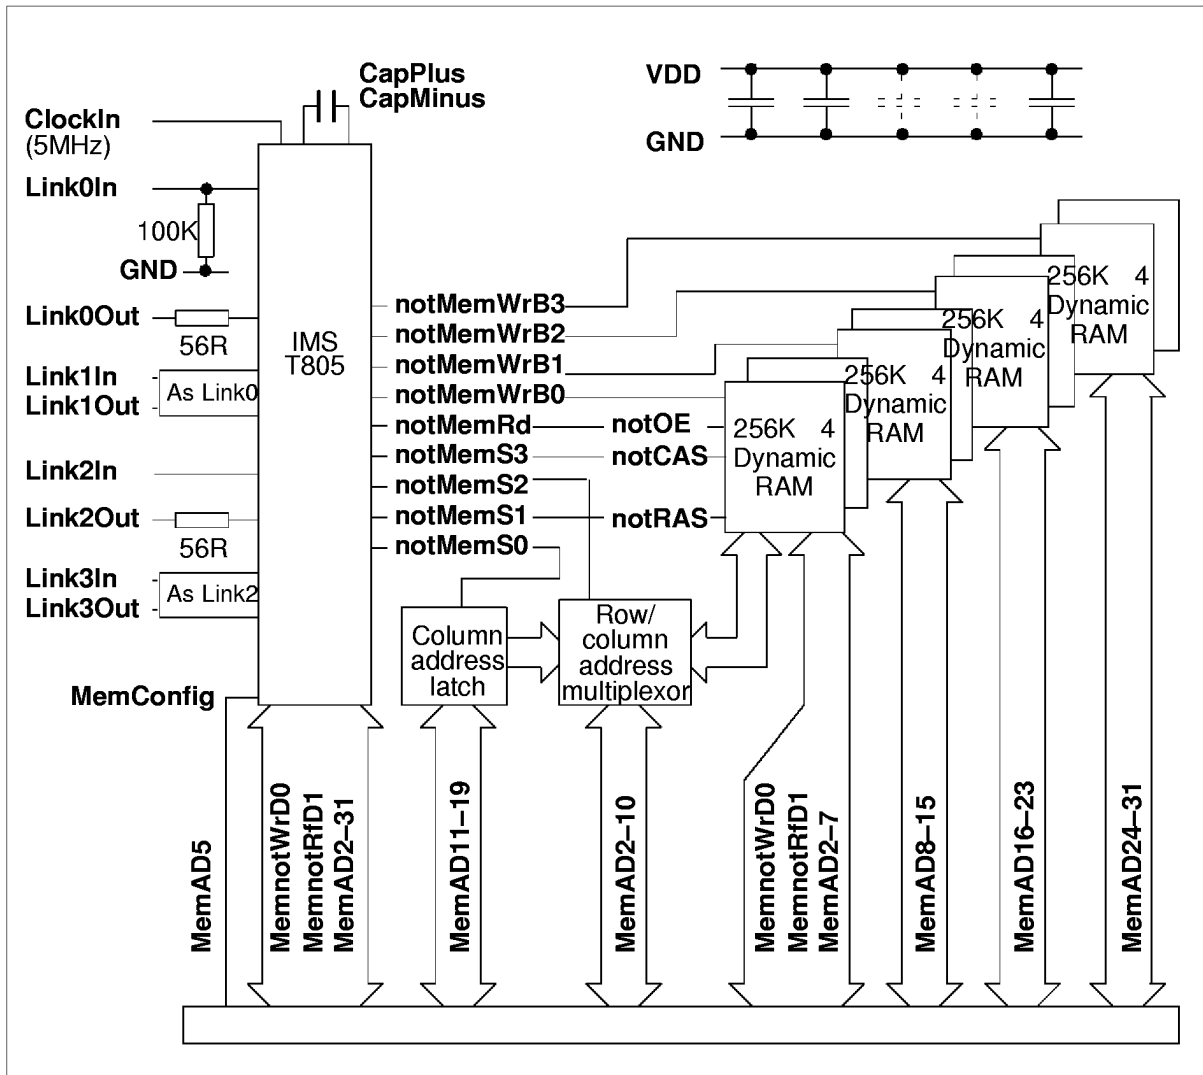 CapPlus
CapMinus
VDD
GND
ClockIn
(5MHz)
Link0In
100K
GND
Link0Out
56R
Link1In
As Link0
Link1Out
Link2In
Link2Out
56R
Link3In
As Link2
Link3Out
MemConfig
IMS
T805
notMemWrB3
notMemWrB2
notMemWrB1
notMemWrB0
notMemRd
notMemS3
notMemS2
notMemS1
notMemS0
notOE
notCAS
notRAS
256K 4
Dynamic
RAM
256K 4
Dynamic
RAM
256K 4
Dynamic
RAM
256K 4
Dynamic
RAM
Column
address
latch
Row/
column
address
multiplexor
MemAD5
MemnotWrD0
MemnotRfD1
MemAD2–31
MemAD11–19
MemAD2–10
MemnotWrD0
MemnotRfD1
MemAD2–7
MemAD8–15
MemAD16–23
MemAD24–31